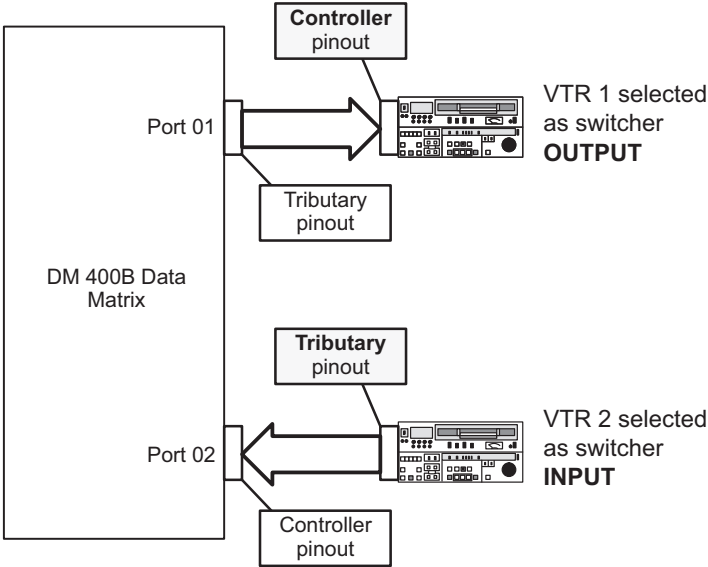 Controller
pinout
VTR 1 selected
as switcher
OUTPUT
Port 01
Tributary
pinout
DM 400B Data
Matrix
Tributary
pinout
VTR 2 selected
as switcher
INPUT
Port 02
Controller
pinout